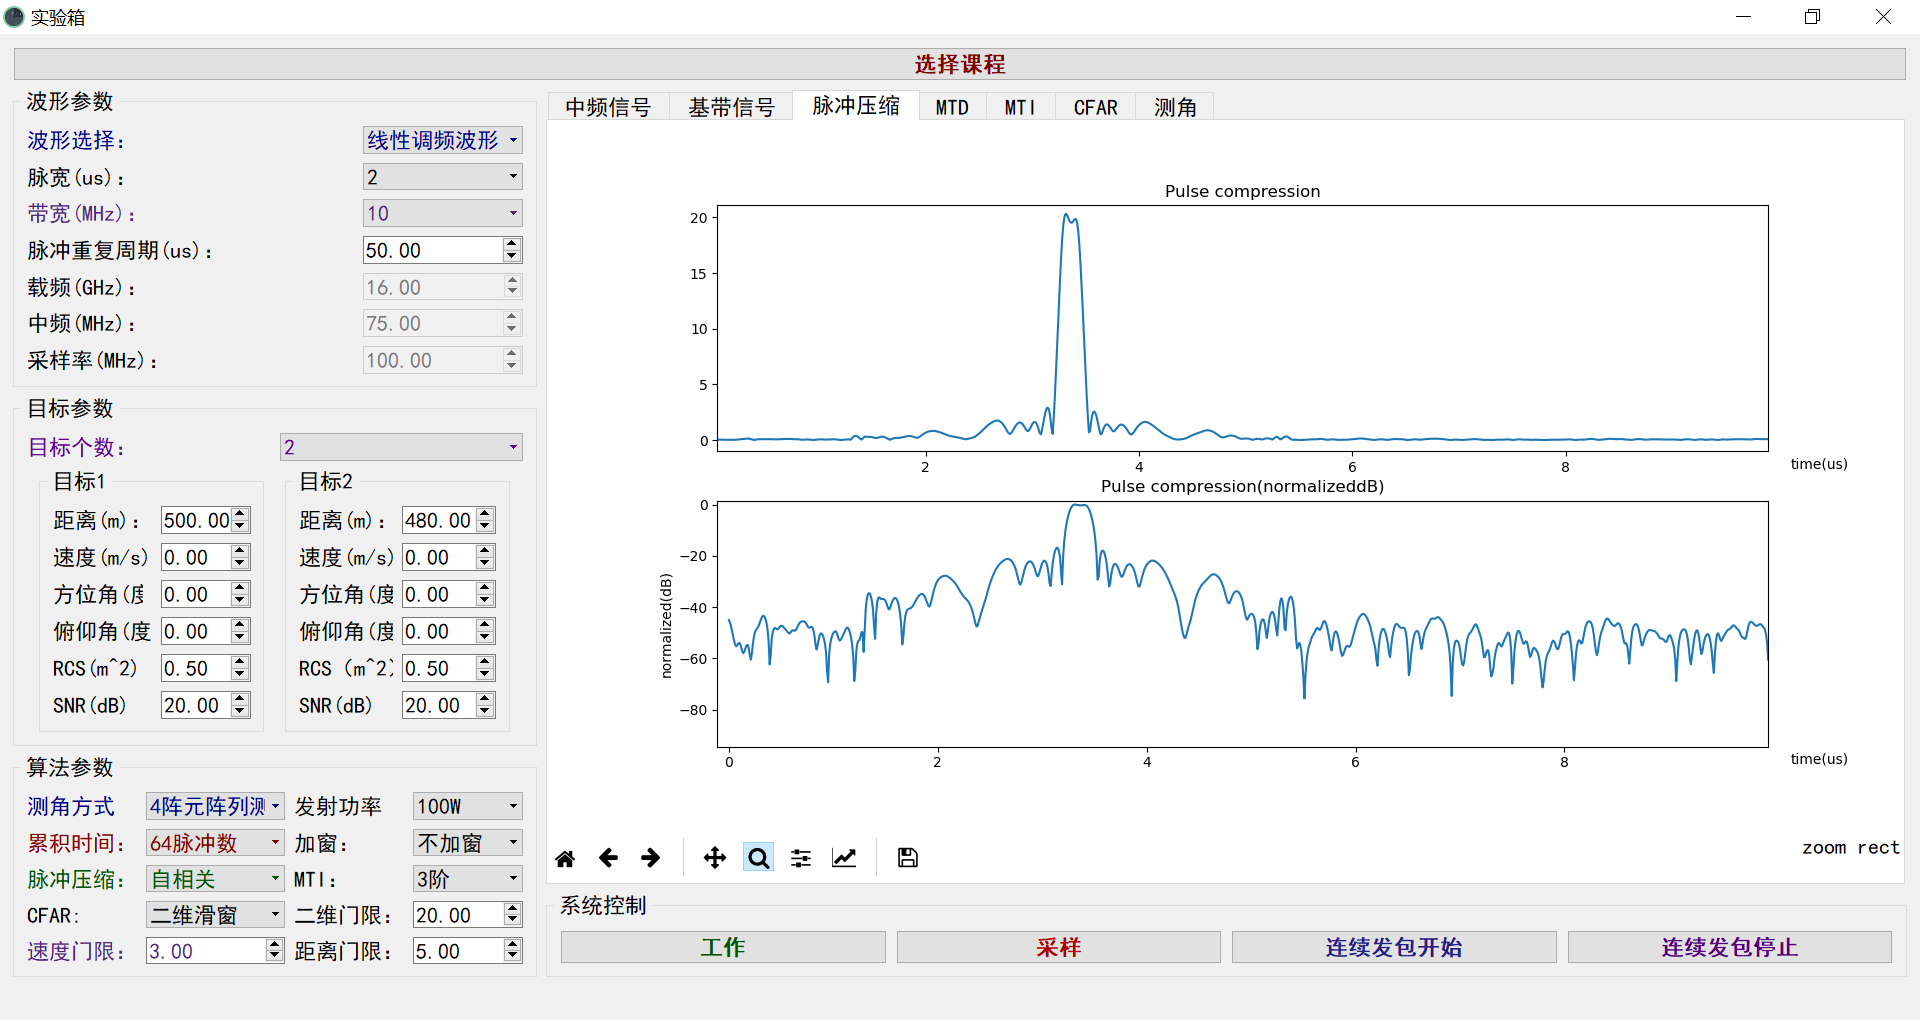 实验箱
选择课程
波形参数
波形选择: 线性调频波形
脉宽(us): 2
带宽(MHz): 10
脉冲重复周期(us): 50.00
载频(GHz): 16.00
中频(MHz): 75.00
采样率(MHz): 100.00
目标参数
目标个数: 2
目标1
距离(m): 500.00
速度(m/s) 0.00
方位角(度 0.00
俯仰角(度 0.00
RCS(m^2) 0.50
SNR(dB) 20.00
目标2
距离(m): 480.00
速度(m/s) 0.00
方位角(度 0.00
俯仰角(度 0.00
RCS (m^2) 0.50
SNR(dB) 20.00
算法参数
测角方式 4阵元阵列测 发射功率 100W
累积时间: 64脉冲数 加窗: 不加窗
脉冲压缩: 自相关 MTI: 3阶
CFAR: 二维滑窗 二维门限: 20.00
速度门限: 3.00 距离门限: 5.00
中频信号 基带信号 脉冲压缩 MTD MTI CFAR 测角
Pulse compression
20
15
10
5
0
2 4 6 8 time(us)
Pulse compression(normalizeddB)
normalized(dB)
0
−20
−40
−60
−80
0 2 4 6 8 time(us)
zoom rect
系统控制
工作 采样 连续发包开始 连续发包停止